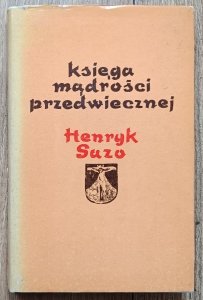 księga
mądrości
przedwiecznej
Henryk
Suzo